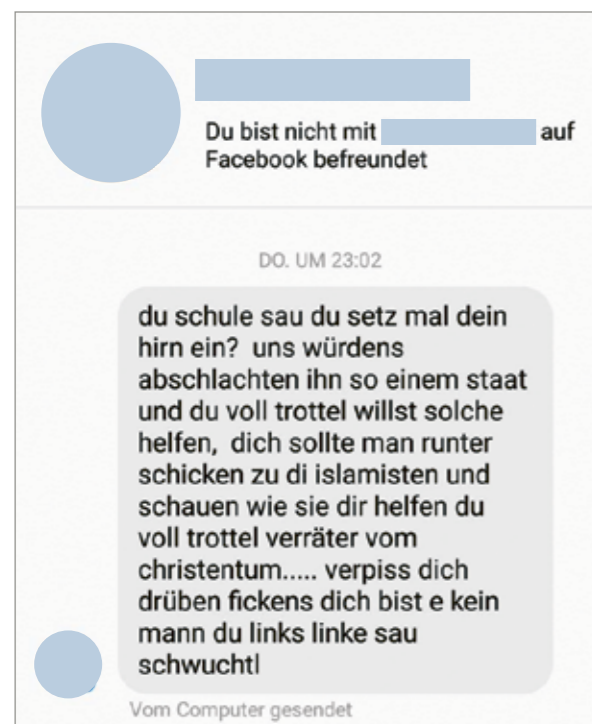 Du bist nicht mit auf
Facebook befreundet
DO. UM 23:02
du schule sau du setz mal dein
hirn ein? uns würdens
abschlachten ihn so einem staat
und du voll trottel willst solche
helfen, dich sollte man runter
schicken zu di islamisten und
schauen wie sie dir helfen du
voll trottel verräter vom
christentum..... verpiss dich
drüben fickens dich bist e kein
mann du links linke sau
schwuchtl
Vom Computer gesendet